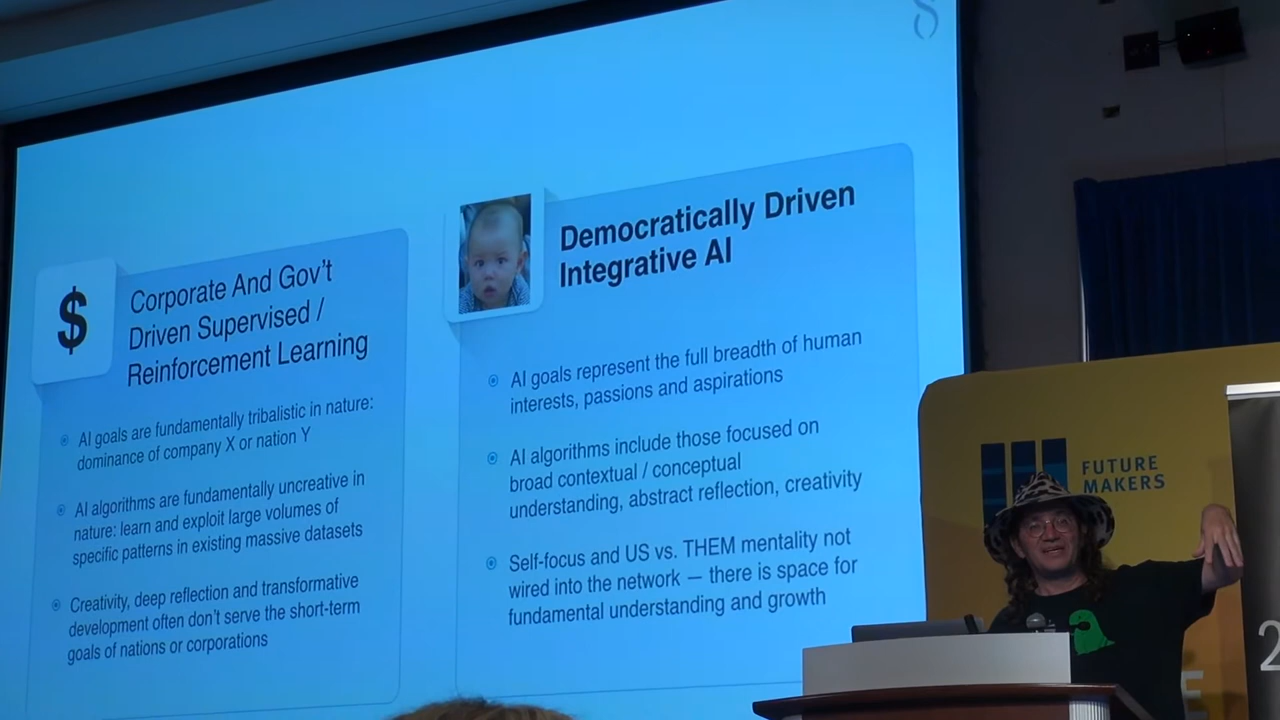 $
Corporate And Gov't
Driven Supervised /
Reinforcement Learning
AI goals are fundamentally tribalistic in nature:
dominance of company X or nation Y
AI algorithms are fundamentally uncreative in
nature: learn and exploit large volumes of
specific patterns in existing massive datasets
Creativity, deep reflection and transformative
development often don't serve the short-term
goals of nations or corporations
Democratically Driven
Integrative AI
AI goals represent the full breadth of human
interests, passions and aspirations
AI algorithms include those focused on
broad contextual / conceptual
understanding, abstract reflection, creativity
Self-focus and US vs. THEM mentality not
wired into the network — there is space for
fundamental understanding and growth
FUTURE
MAKERS
2